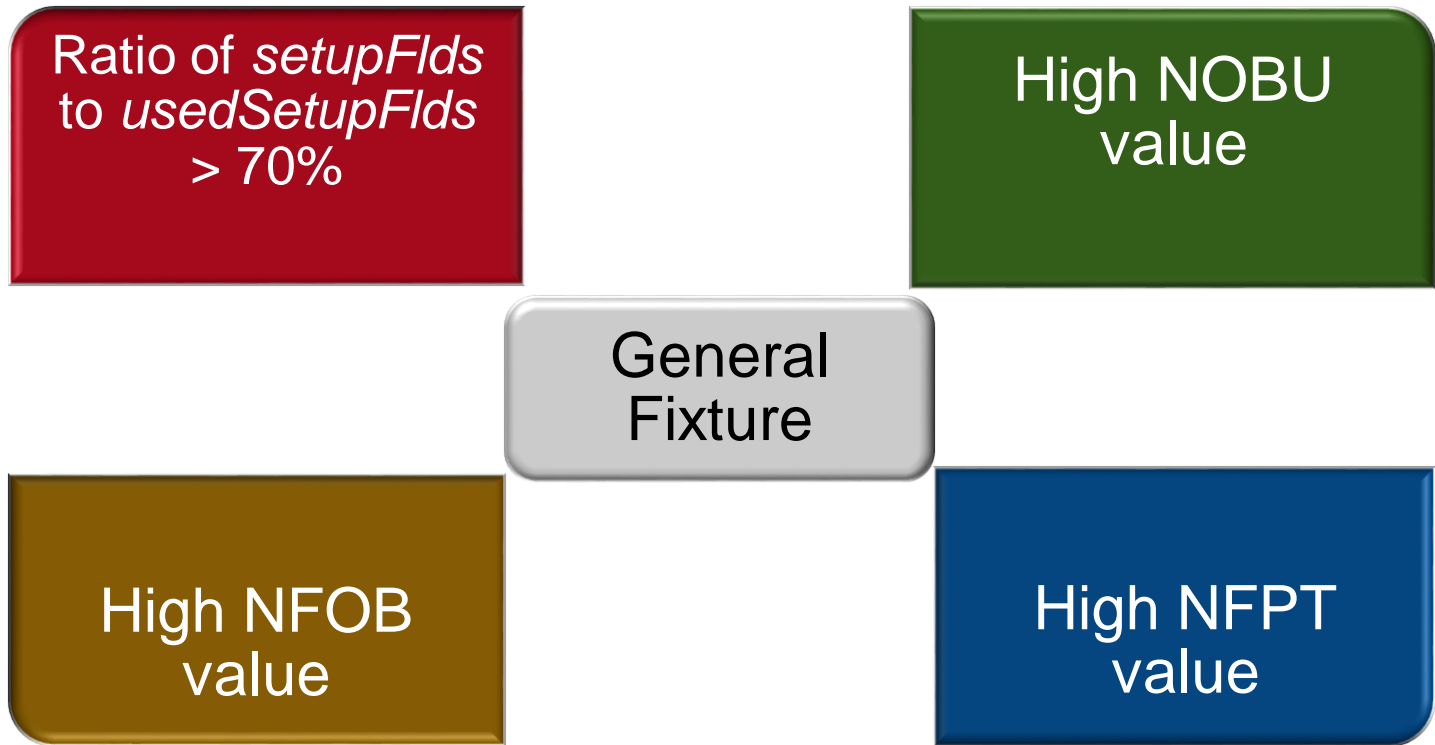 Ratio of setupFlds
to usedSetupFlds
> 70%
High NOBU
value
General
Fixture
High NFOB
value
High NFPT
value